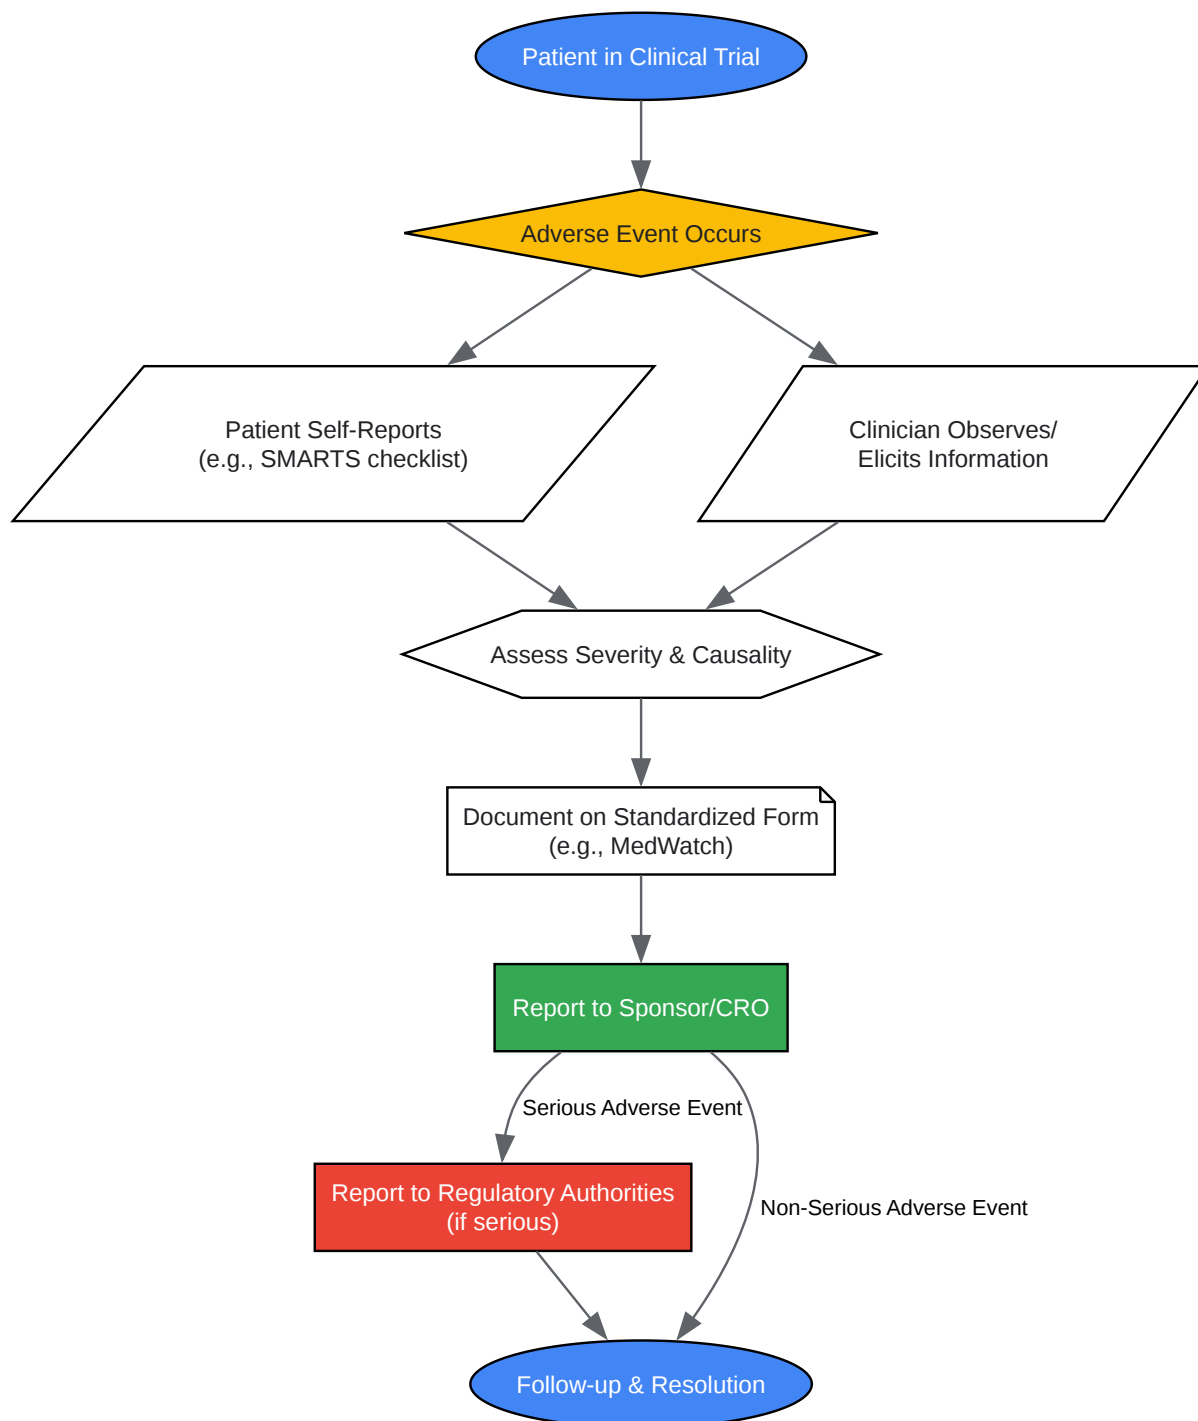 Patient in Clinical Trial
Adverse Event Occurs
Patient Self-Reports
(e.g., SMARTS checklist)
Clinician Observes/
Elicits Information
Assess Severity & Causality
Document on Standardized Form
(e.g., MedWatch)
Report to Sponsor/CRO
Serious Adverse Event
Report to Regulatory Authorities
(if serious)
Non-Serious Adverse Event
Follow-up & Resolution